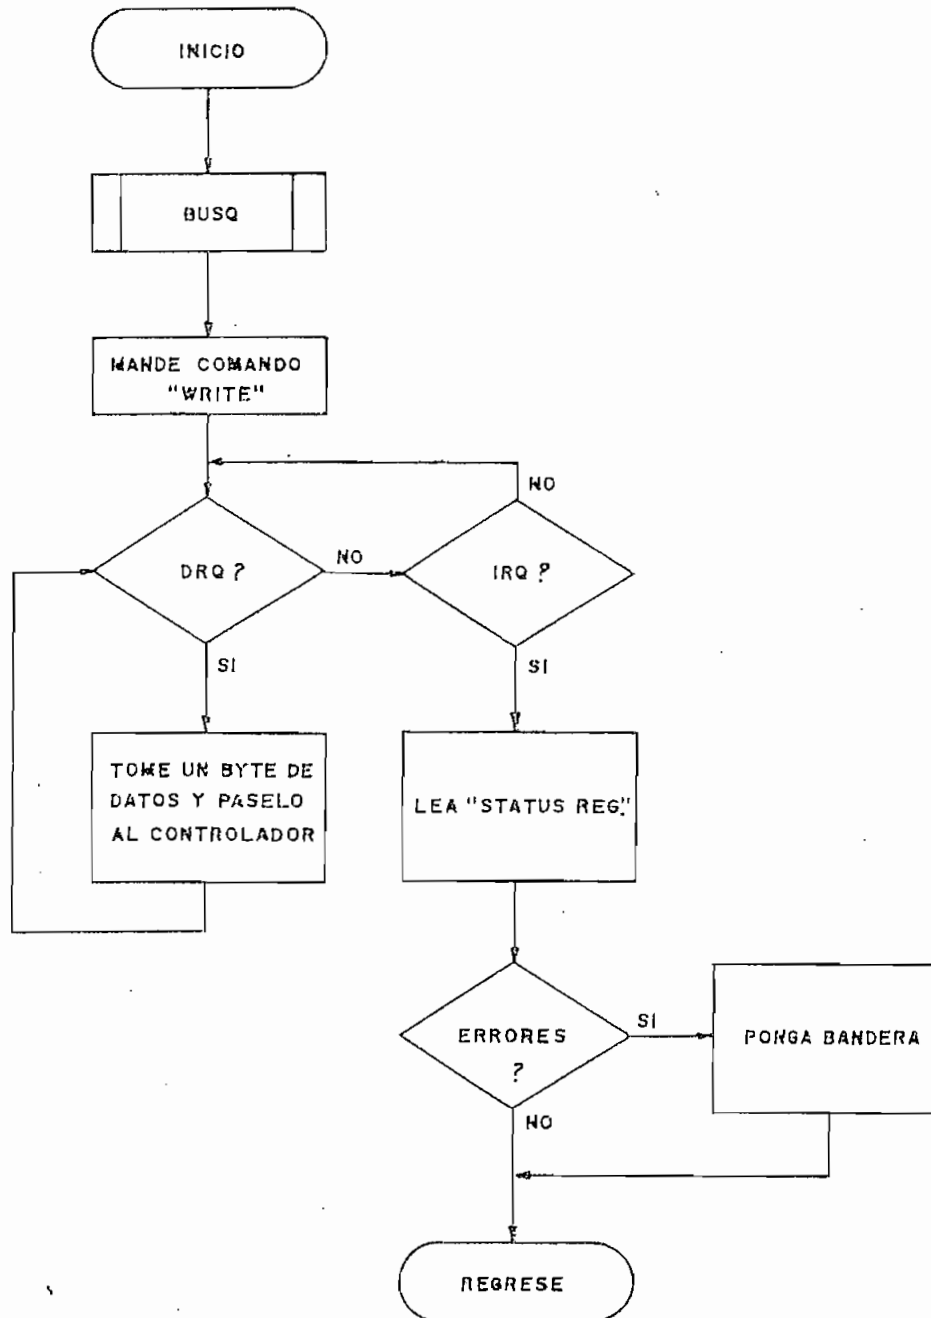 INICIO
BUSQ
MANDE COMANDO
"WRITE"
NO
DRQ ?
NO
IRQ ?
SI
SI
TOME UN BYTE DE
DATOS Y PASELO
AL CONTROLADOR
LEA "STATUS REG."
ERRORES
?
SI
PONGA BANDERA
NO
REGRESE